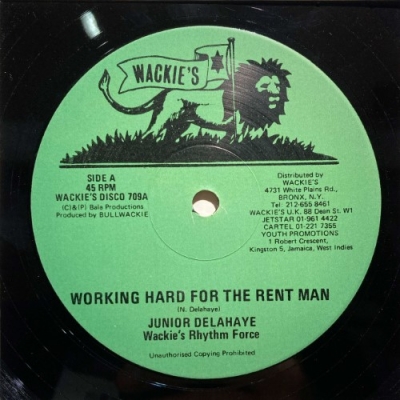 WACKIE'S
SIDE A
45 RPM
WACKIE'S DISCO 709A
(C)&(P) Bala Productions
Produced by BULLWACKIE
Distributed by
WACKIE'S
4731 White Plains Rd.,
BRONX, N.Y.
Tel 212-655 8461
WACKIE'S U.K. 88 Dean St. W1
JETSTAR 01-961 4422
CARTEL 01-221 7355
YOUTH PROMOTIONS
1 Robert Crescent,
Kingston 5, Jamaica, West Indies
WORKING HARD FOR THE RENT MAN
(N. Delahaye)
JUNIOR DELAHAYE
Wackie's Rhythm Force
Unauthorised Copying Prohibited